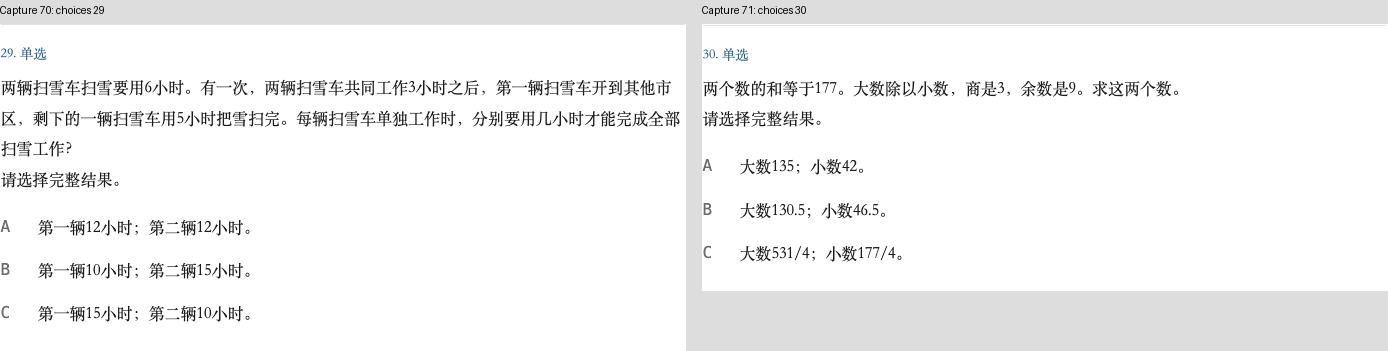 Capture 70: choices 29
29. 单选
两辆扫雪车扫雪要用6小时。有一次，两辆扫雪车共同工作3小时之后，第一辆扫雪车开到其他市
区，剩下的一辆扫雪车用5小时把雪扫完。每辆扫雪车单独工作时，分别要用几小时才能完成全部
扫雪工作?
请选择完整结果。
A 第一辆12小时；第二辆12小时。
B 第一辆10小时；第二辆15小时。
C 第一辆15小时；第二辆10小时。
Capture 71: choices 30
30. 单选
两个数的和等于177。大数除以小数，商是3，余数是9。求这两个数。
请选择完整结果。
A 大数135；小数42。
B 大数130.5；小数46.5。
C 大数531/4；小数177/4。